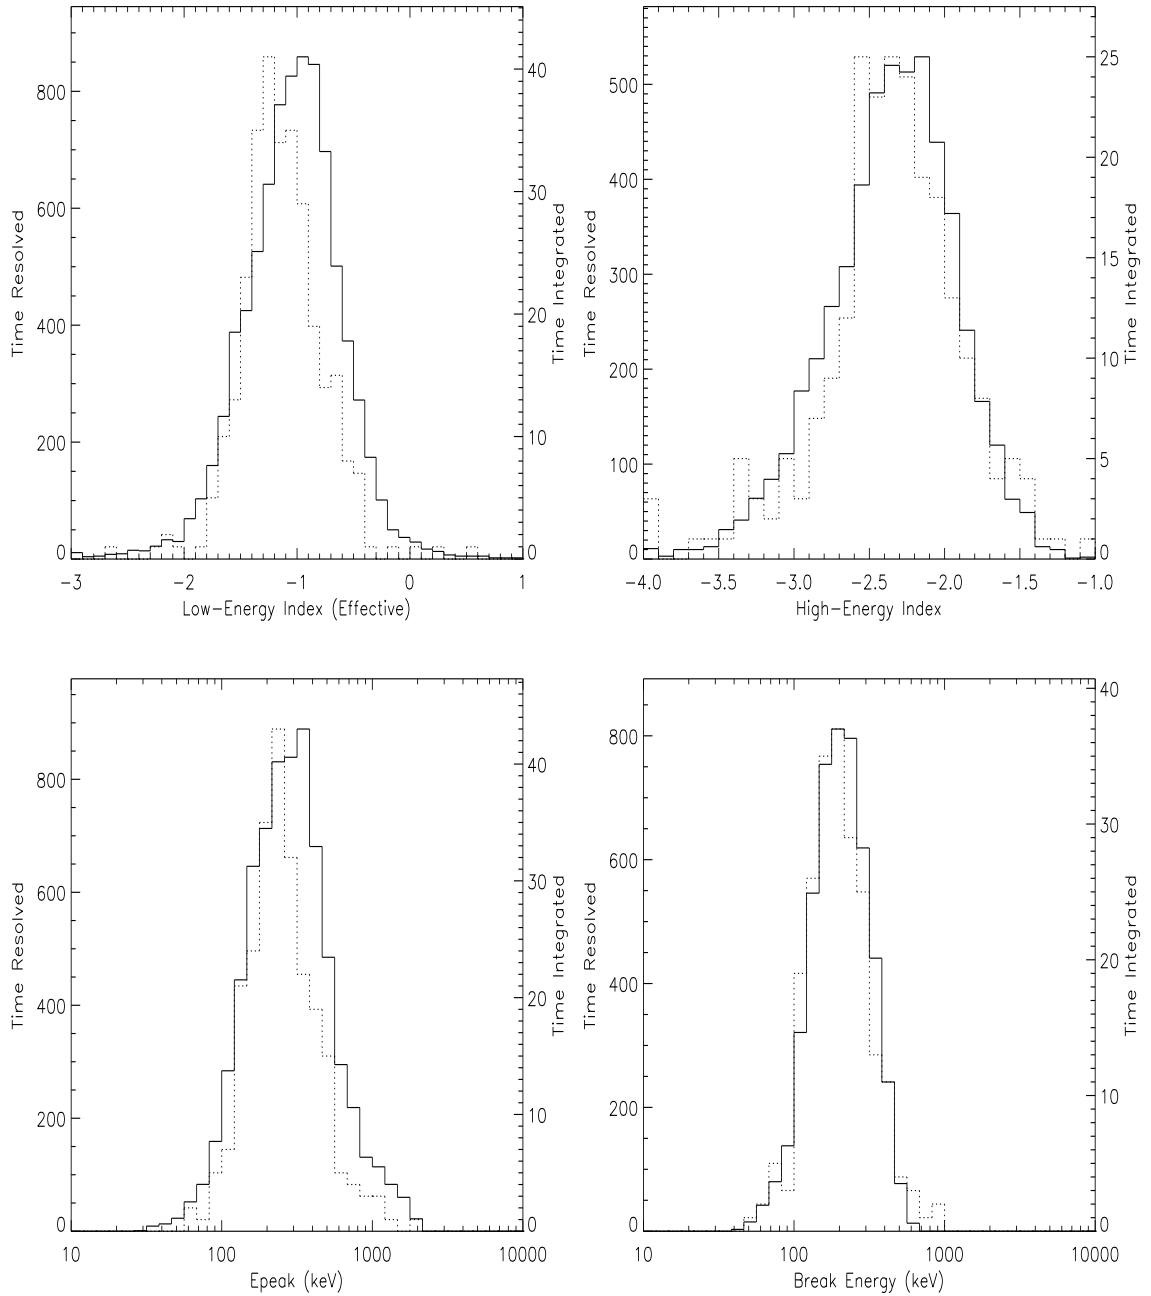 800
600
400
200
0
Time Resolved
40
30
20
10
0
Time Integrated
-3 -2 -1 0 1
Low-Energy Index (Effective)
500
400
300
200
100
0
Time Resolved
25
20
15
10
5
0
Time Integrated
-4.0 -3.5 -3.0 -2.5 -2.0 -1.5 -1.0
High-Energy Index
800
600
400
200
0
Time Resolved
40
30
20
10
0
Time Integrated
10 100 1000 10000
Epeak (keV)
800
600
400
200
0
Time Resolved
40
30
20
10
0
Time Integrated
10 100 1000 10000
Break Energy (keV)